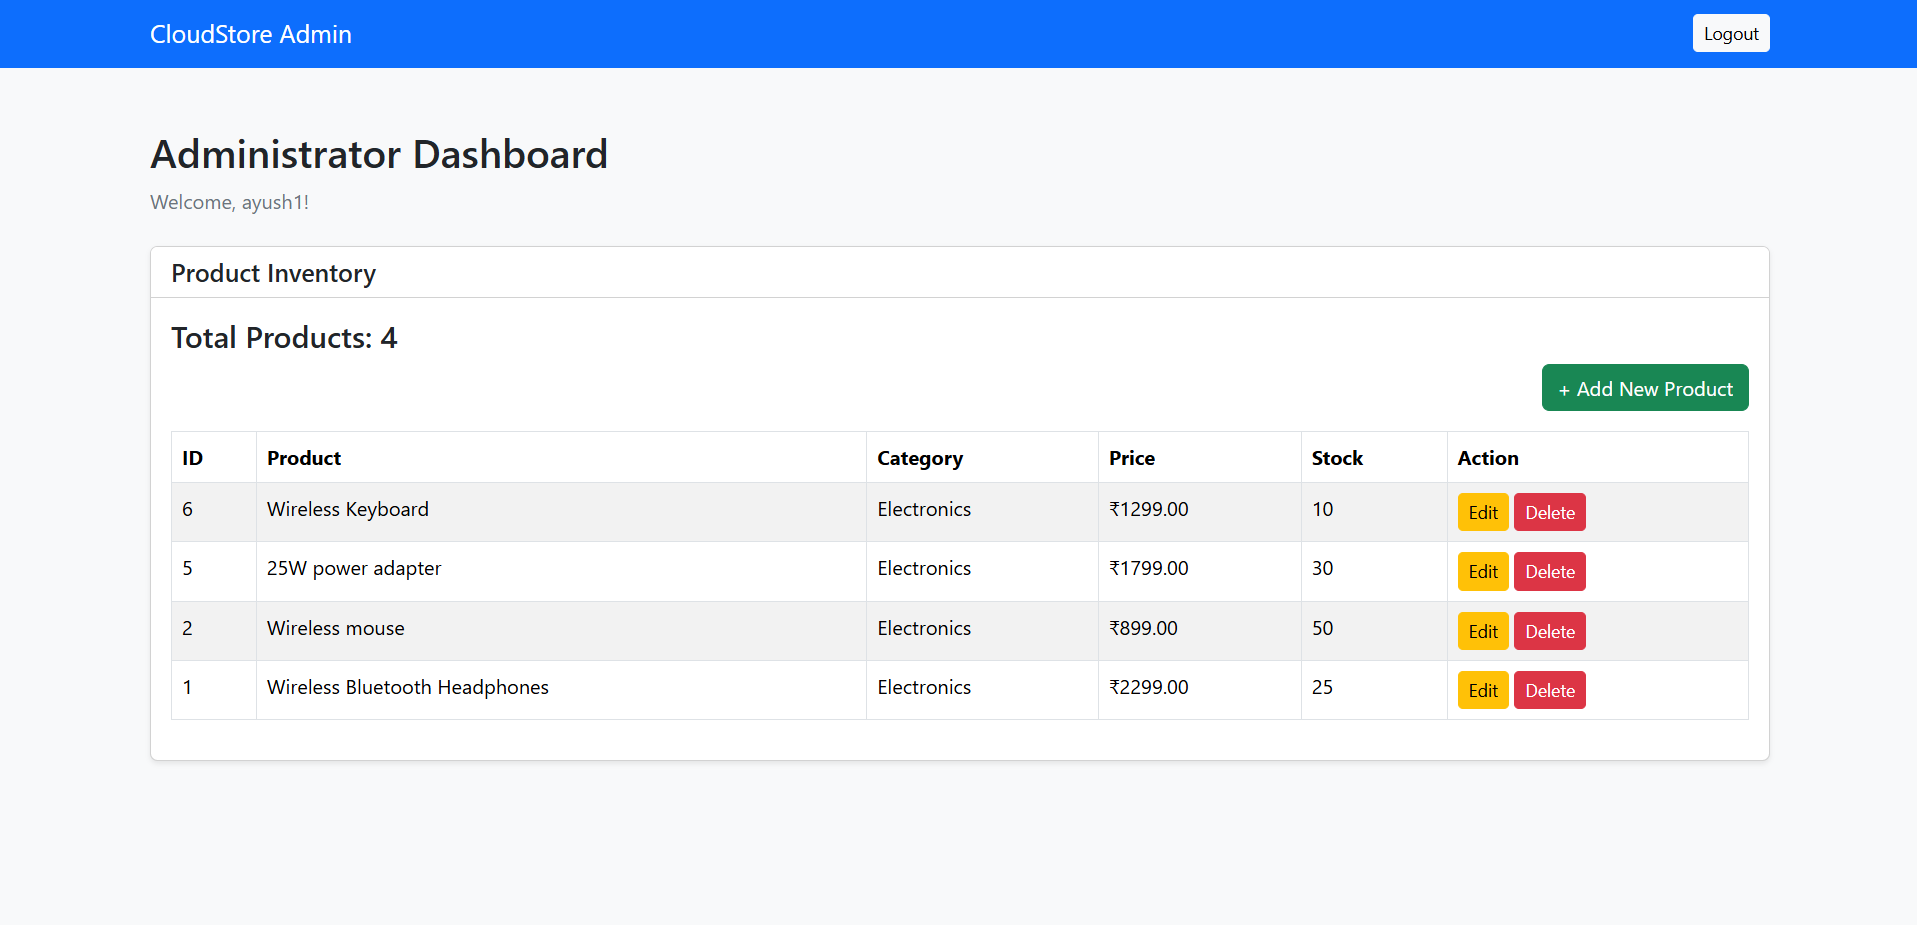 CloudStore Admin Logout
Administrator Dashboard
Welcome, ayush1!
Product Inventory
Total Products: 4
+ Add New Product
ID Product Category Price Stock Action
6 Wireless Keyboard Electronics ₹1299.00 10 Edit Delete
5 25W power adapter Electronics ₹1799.00 30 Edit Delete
2 Wireless mouse Electronics ₹899.00 50 Edit Delete
1 Wireless Bluetooth Headphones Electronics ₹2299.00 25 Edit Delete